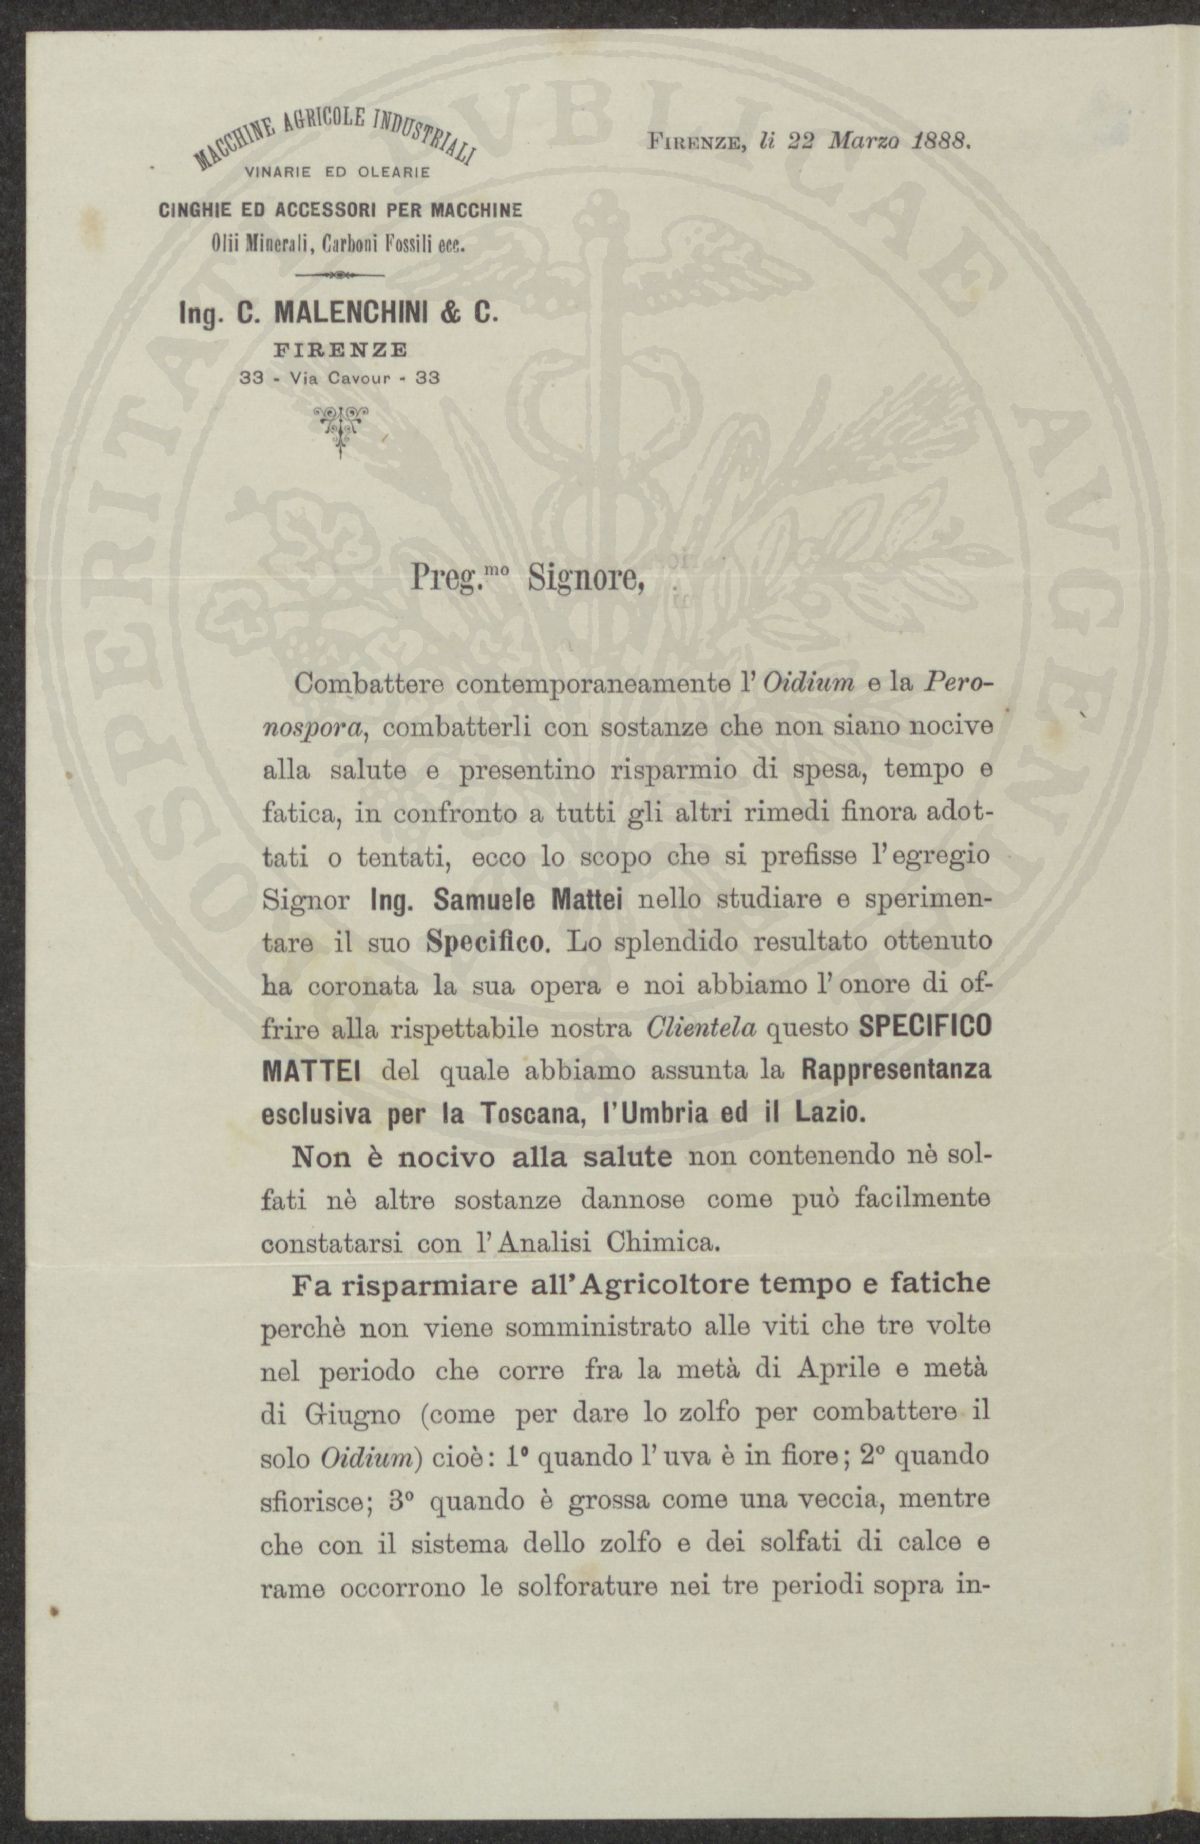 MACCHINE AGRICOLE INDUSTRIALI
VINARIE ED OLEARIE
CINGHIE ED ACCESSORI PER MACCHINE
Olii Minerali, Carboni Fossili ecc.
Ing. C. MALENCHINI & C.
FIRENZE
33 - Via Cavour - 33
FIRENZE, li 22 Marzo 1888.
Preg.mo Signore,
Combattere contemporaneamente l'Oidium e la Pero-
nospora, combatterli con sostanze che non siano nocive
alla salute e presentino risparmio di spesa, tempo e
fatica, in confronto a tutti gli altri rimedi finora adot-
tati o tentati, ecco lo scopo che si prefisse l'egregio
Signor Ing. Samuele Mattei nello studiare e sperimen-
tare il suo Specifico. Lo splendido resultato ottenuto
ha coronata la sua opera e noi abbiamo l'onore di of-
frire alla rispettabile nostra Clientela questo SPECIFICO
MATTEI del quale abbiamo assunta la Rappresentanza
esclusiva per la Toscana, l'Umbria ed il Lazio.
Non è nocivo alla salute non contenendo nè sol-
fati nè altre sostanze dannose come può facilmente
constatarsi con l'Analisi Chimica.
Fa risparmiare all'Agricoltore tempo e fatiche
perchè non viene somministrato alle viti che tre volte
nel periodo che corre fra la metà di Aprile e metà
di Giugno (come per dare lo zolfo per combattere il
solo Oidium) cioè: 1º quando l'uva è in fiore; 2º quando
sfiorisce; 3º quando è grossa come una veccia, mentre
che con il sistema dello zolfo e dei solfati di calce e
rame occorrono le solforature nei tre periodi sopra in-